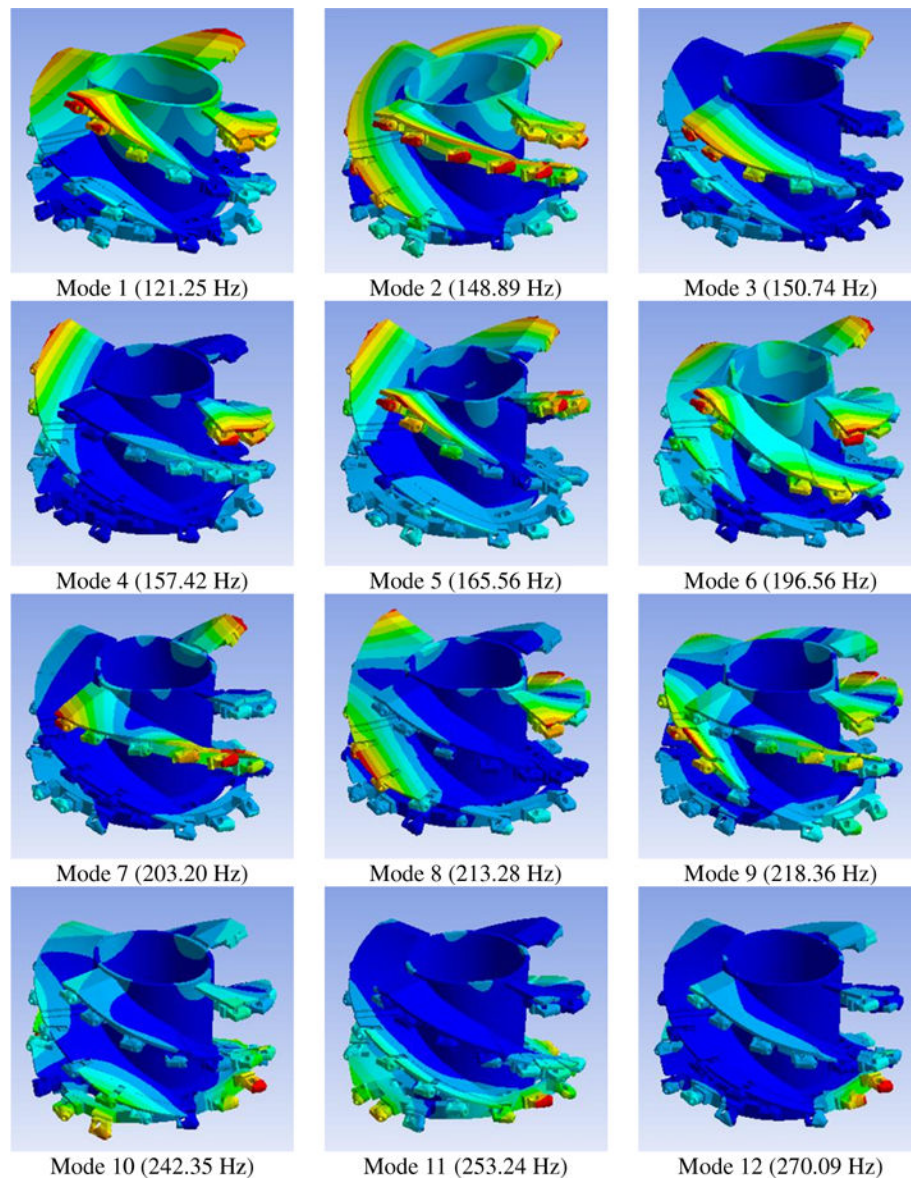 Mode 1 (121.25 Hz)
Mode 2 (148.89 Hz)
Mode 3 (150.74 Hz)
Mode 4 (157.42 Hz)
Mode 5 (165.56 Hz)
Mode 6 (196.56 Hz)
Mode 7 (203.20 Hz)
Mode 8 (213.28 Hz)
Mode 9 (218.36 Hz)
Mode 10 (242.35 Hz)
Mode 11 (253.24 Hz)
Mode 12 (270.09 Hz)